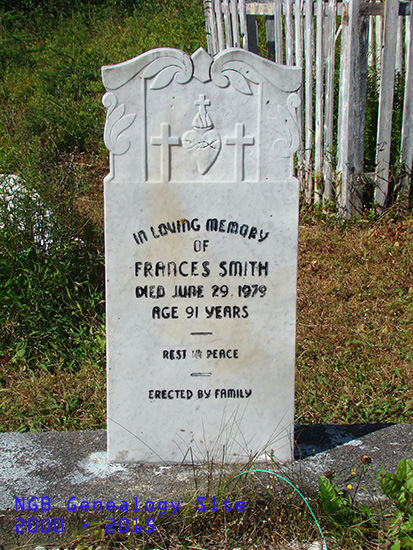 IN LOVING MEMORY
OF
FRANCES SMITH
DIED JUNE 29, 1979
AGE 91 YEARS
REST IN PEACE
ERECTED BY FAMILY
NGB Genealogy Site
2000 - 2015